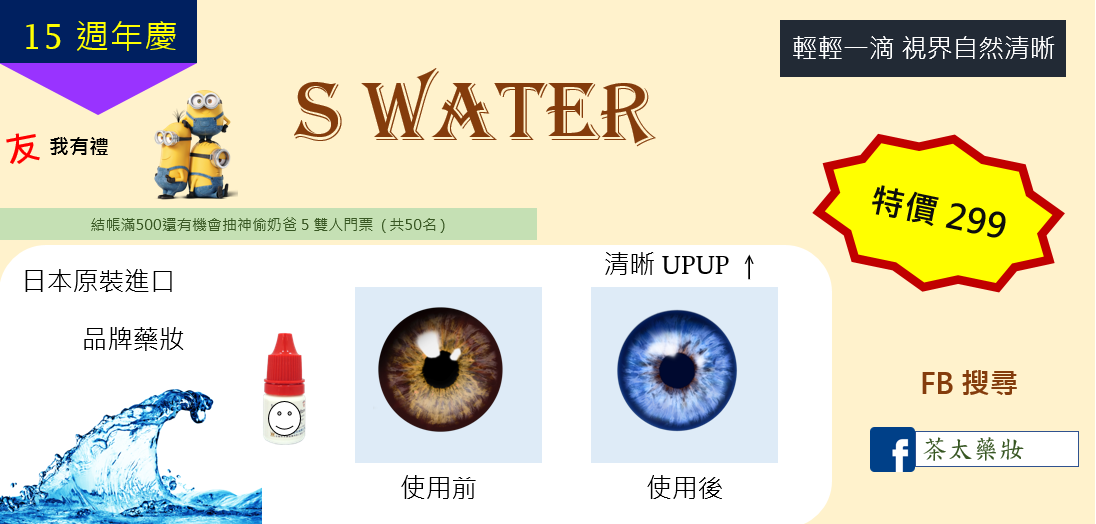 15 週年慶
輕輕一滴 視界自然清晰
S WATER
友 我有禮
特價 299
結帳滿500還有機會抽神偷奶爸 5 雙人門票 (共50名)
日本原裝進口
清晰 UPUP ↑
品牌藥妝
FB 搜尋
f 茶太藥妝
使用前
使用後